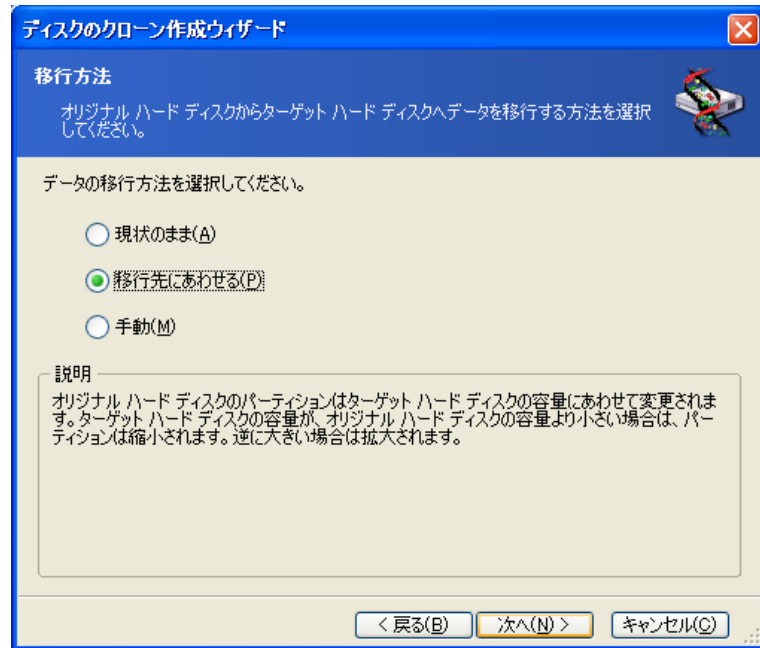 ディスクのクローン作成ウィザード
移行方法
オリジナル ハード ディスクからターゲット ハード ディスクへデータを移行する方法を選択
してください。
データの移行方法を選択してください。
現状のまま(A)
移行先にあわせる(P)
手動(M)
説明
オリジナル ハード ディスクのパーティションはターゲット ハード ディスクの容量にあわせて変更されま
す。ターゲット ハード ディスクの容量が、オリジナル ハード ディスクの容量より小さい場合は、パー
ティションは縮小されます。逆に大きい場合は拡大されます。
< 戻る(B) 次へ(N) > キャンセル(C)